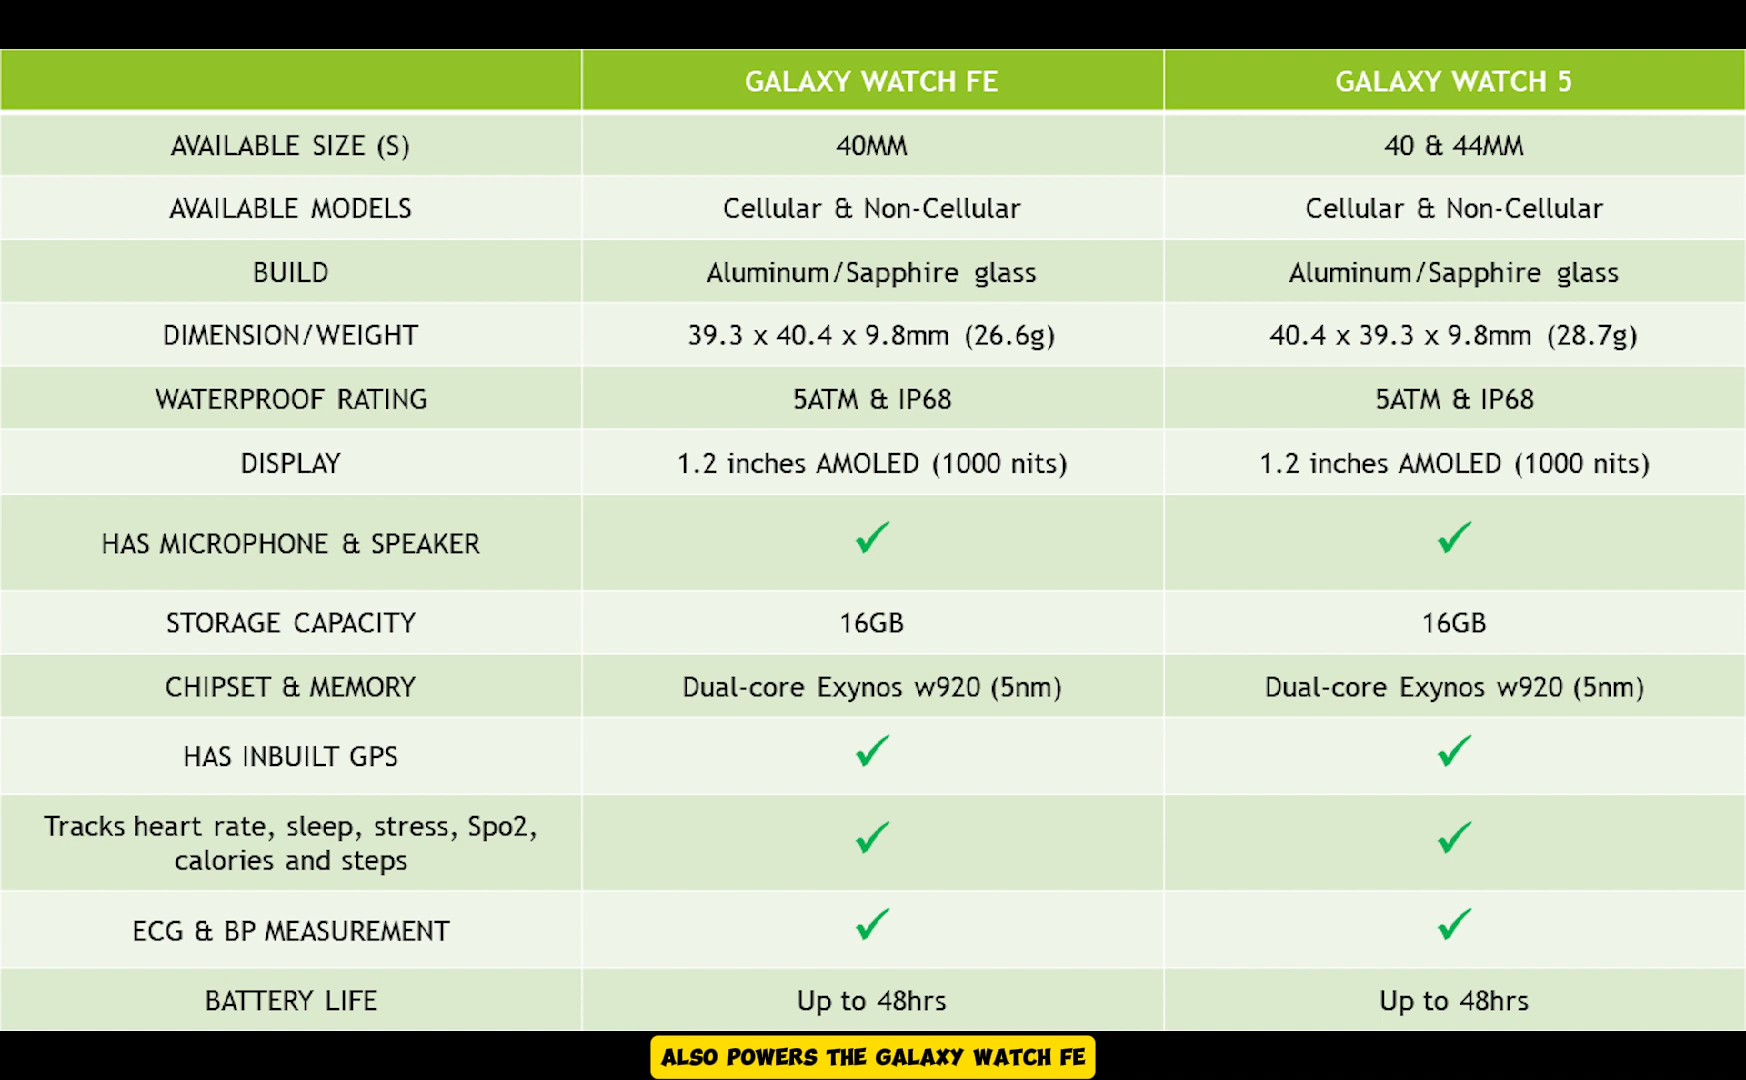 GALAXY WATCH FE GALAXY WATCH 5
AVAILABLE SIZE (S) 40MM 40 & 44MM
AVAILABLE MODELS Cellular & Non-Cellular Cellular & Non-Cellular
BUILD Aluminum/Sapphire glass Aluminum/Sapphire glass
DIMENSION/WEIGHT 39.3 x 40.4 x 9.8mm (26.6g) 40.4 x 39.3 x 9.8mm (28.7g)
WATERPROOF RATING 5ATM & IP68 5ATM & IP68
DISPLAY 1.2 inches AMOLED (1000 nits) 1.2 inches AMOLED (1000 nits)
HAS MICROPHONE & SPEAKER ✓ ✓
STORAGE CAPACITY 16GB 16GB
CHIPSET & MEMORY Dual-core Exynos w920 (5nm) Dual-core Exynos w920 (5nm)
HAS INBUILT GPS ✓ ✓
Tracks heart rate, sleep, stress, Spo2,
calories and steps ✓ ✓
ECG & BP MEASUREMENT ✓ ✓
BATTERY LIFE Up to 48hrs Up to 48hrs
ALSO POWERS THE GALAXY WATCH FE